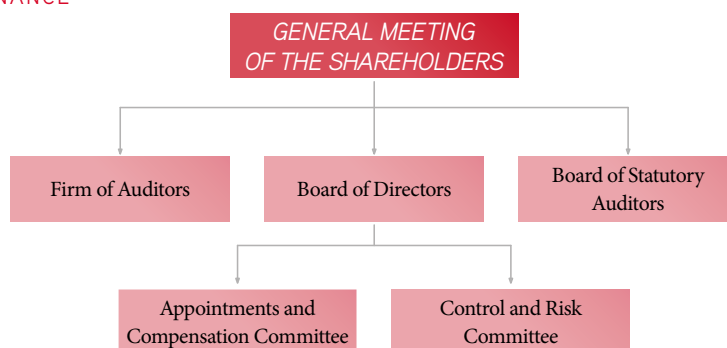 GENERAL MEETING
OF THE SHAREHOLDERS
Firm of Auditors
Board of Directors
Board of Statutory
Auditors
Appointments and
Compensation Committee
Control and Risk
Committee